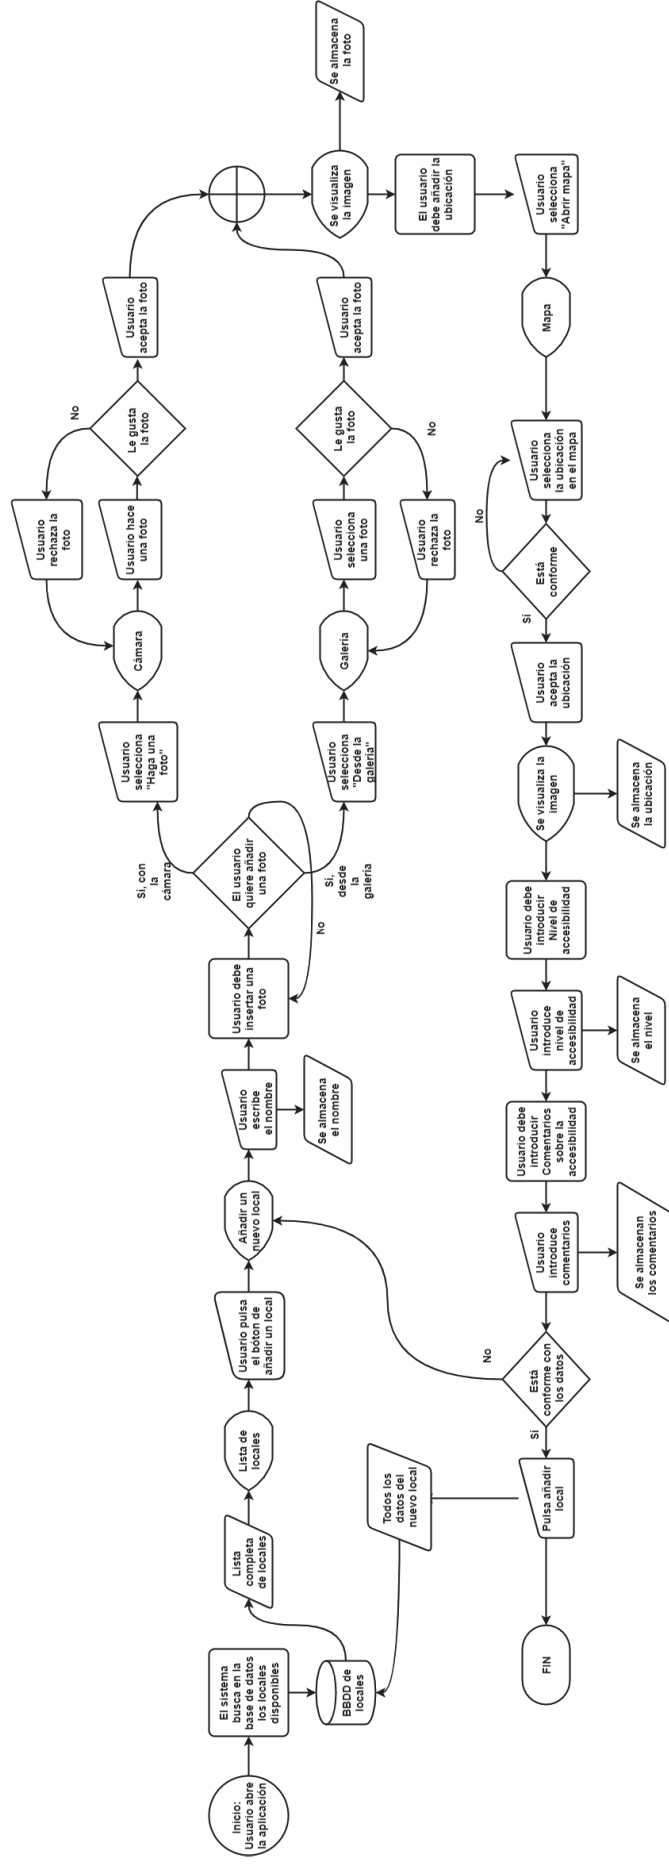 Inicio:
Usuario abre
la aplicación
El sistema
busca en la
base de datos
los locales
disponibles
BBDD de
locales
Lista
completa
de locales
Lista de
locales
Usuario pulsa
el bóton de
añadir un local
Añadir un
nuevo local
Usuario
escribe
el nombre
Se almacena
el nombre
Usuario debe
insertar una
foto
El usuario
quiere añadir
una foto
No
Sí, con
la
cámara
Usuario
selecciona
"Haga una
foto"
Cámara
Usuario hace
una foto
Le gusta
la foto
No
Usuario
rechaza la
foto
Usuario
acepta la foto
Sí,
desde
la
galería
Usuario
selecciona
"Desde la
galería"
Galería
Usuario
selecciona
una foto
Le gusta
la foto
No
Usuario
rechaza la
foto
Usuario
acepta la foto
Se visualiza
la imagen
Se almacena
la foto
El usuario
debe añadir la
ubicación
Usuario
selecciona
"Abrir mapa"
Mapa
Usuario
selecciona
la ubicación
en el mapa
Está
conforme
No
Sí
Usuario
acepta la
ubicación
Se visualiza la
imagen
Se almacena
la ubicación
Usuario debe
introducir
Nivel de
accesibilidad
Usuario
introduce
nivel de
accesibilidad
Se almacena
el nivel
Usuario debe
introducir
Comentarios
sobre la
accesibilidad
Usuario
introduce
comentarios
Se almacenan
los comentarios
Está
conforme con
los datos
No
Sí
Pulsa añadir
local
Todos los
datos del
nuevo local
FIN